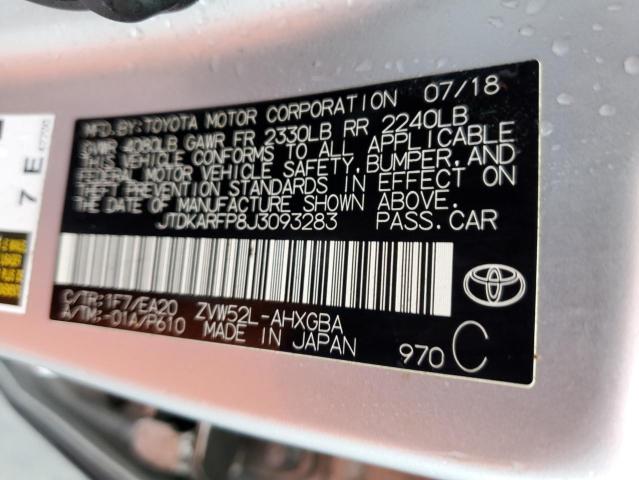 MFD.BY:TOYOTA MOTOR CORPORATION 07/18
GVWR 4080LB GAWR FR 2330LB RR 2240LB
THIS VEHICLE CONFORMS TO ALL APPLICABLE
FEDERAL MOTOR VEHICLE SAFETY,BUMPER,AND
THEFT PREVENTION STANDARDS IN EFFECT ON
THE DATE OF MANUFACTURE SHOWN ABOVE.
JTDKARFP8J3093283 PASS.CAR
C/TR:1F7/EA20 ZVW52L-AHXGBA
A/TM:-01A/P610 MADE IN JAPAN 970 C
7 E